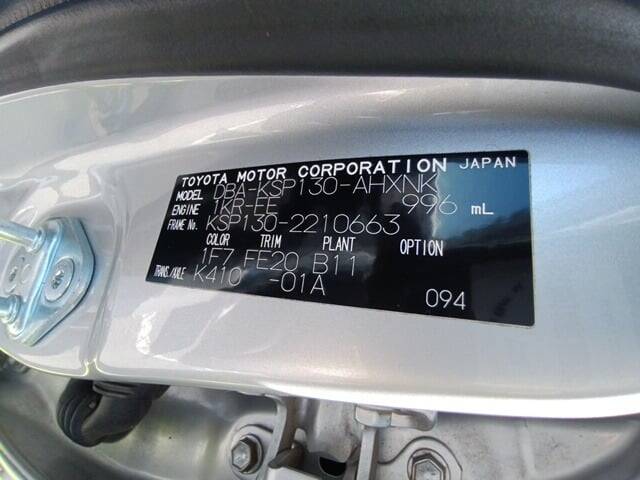 TOYOTA MOTOR CORPORATION JAPAN
MODEL DBA-KSP130-AHXNK
ENGINE 1KR-FE 996 mL
FRAME No. KSP130-2210663
COLOR TRIM PLANT OPTION
1F7 FE20 B11
TRANS./AXLE K410 -01A
094